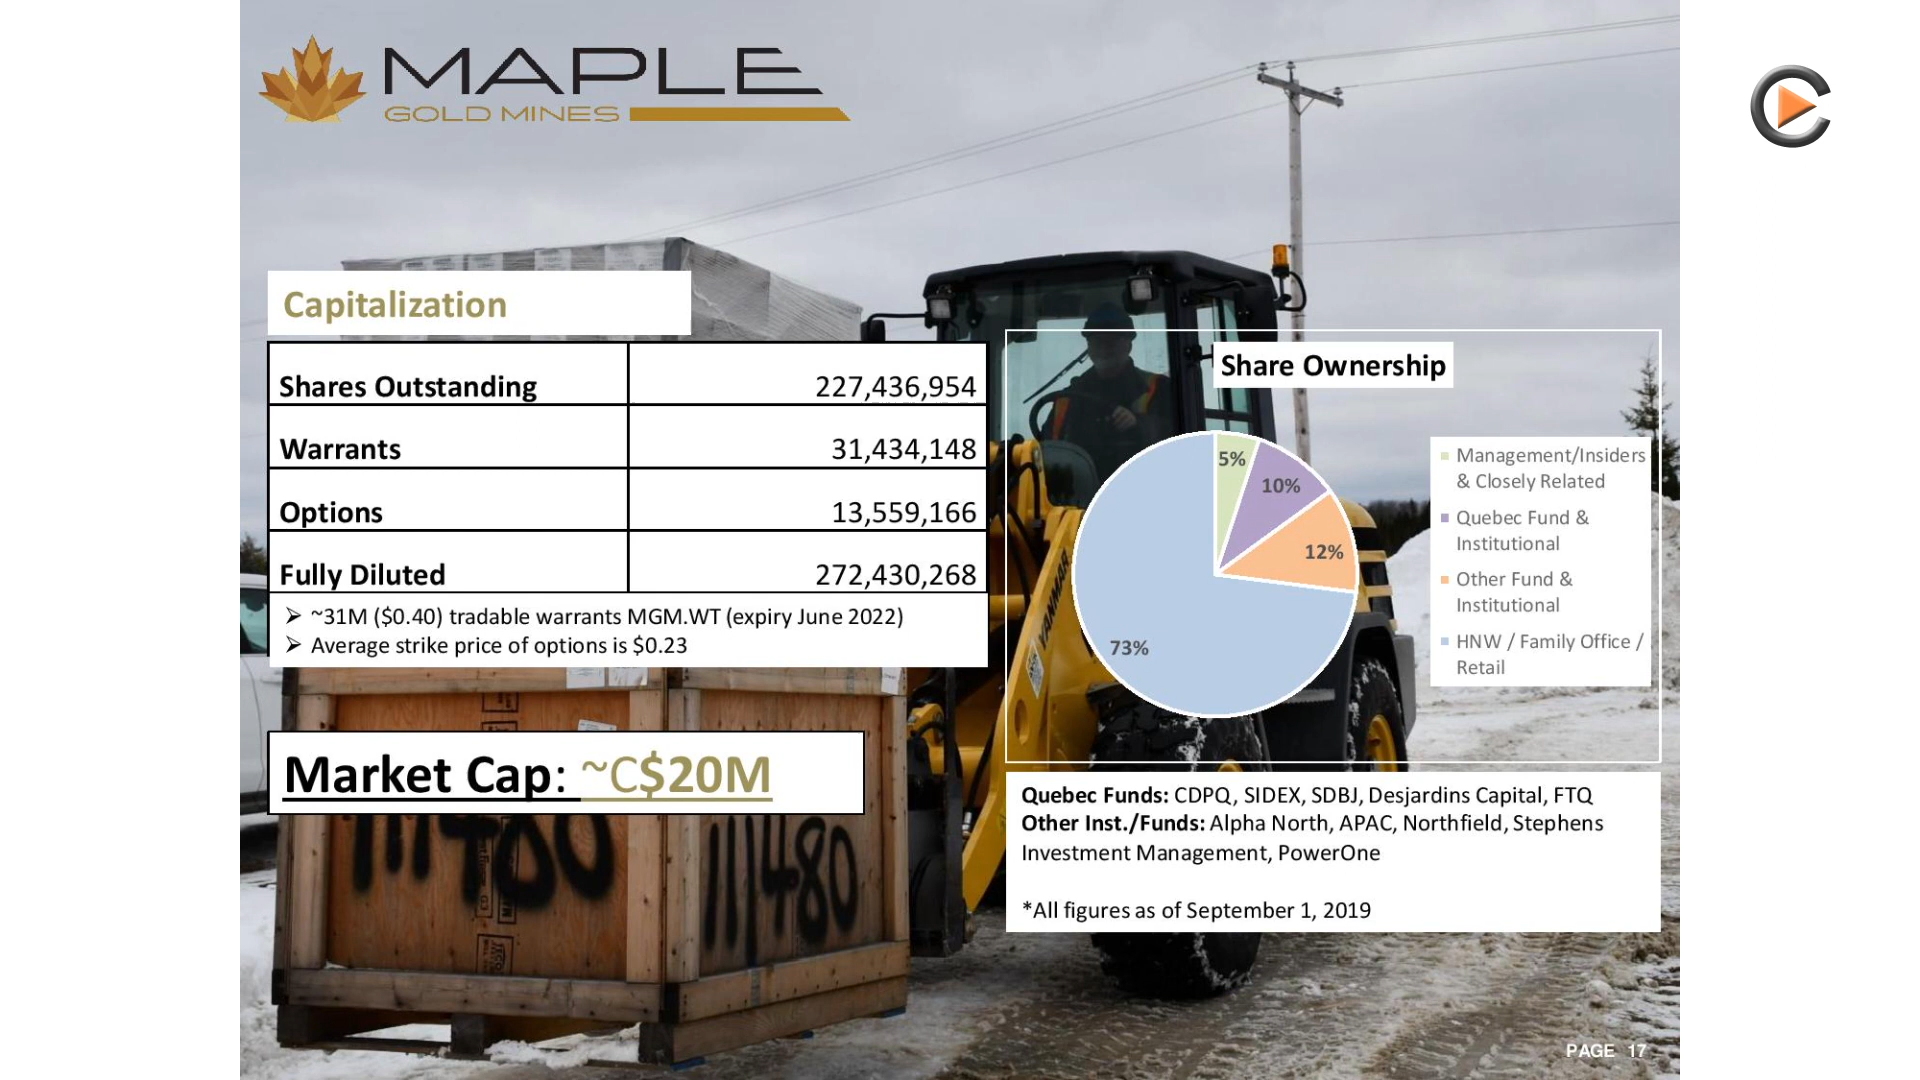 MAPLE
GOLD MINES
Capitalization
Shares Outstanding 227,436,954
Warrants 31,434,148
Options 13,559,166
Fully Diluted 272,430,268
➢ ~31M ($0.40) tradable warrants MGM.WT (expiry June 2022)
➢ Average strike price of options is $0.23
Market Cap: ~C$20M
111480
111480
YANMAR
Share Ownership
5%
10%
12%
73%
Management/Insiders
& Closely Related
Quebec Fund &
Institutional
Other Fund &
Institutional
HNW / Family Office /
Retail
Quebec Funds: CDPQ, SIDEX, SDBJ, Desjardins Capital, FTQ
Other Inst./Funds: Alpha North, APAC, Northfield, Stephens
Investment Management, PowerOne
*All figures as of September 1, 2019
PAGE 17